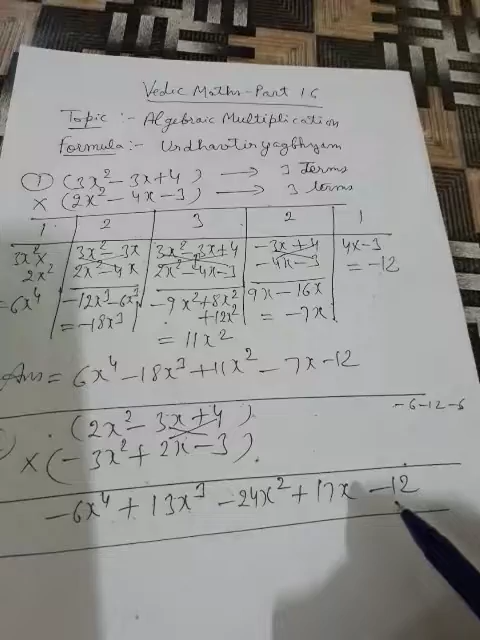 Vedic Maths-Part 16
Topic :- Algebraic Multiplication
Formula:- Urdhavtiryagbhyam
① (3x²-3x+4) → 3 Terms
× (2x²-4x-3) → 3 terms
1 2 3 2 1
3x²× 3x²-3x 3x²-3x+4 -3x+4 4x-3
2x² 2x²-4x 2x²-4x-3 -4x-3 = -12
=6x⁴ -12x³-6x³ -9x²+8x² 9x-16x
=-18x³ +12x² = -7x
= 11x²
Ans = 6x⁴-18x³+11x²-7x-12
-6-12-6
(2x²-3x+4)
×(-3x²+2x-3)
-6x⁴+13x³-24x²+17x-12